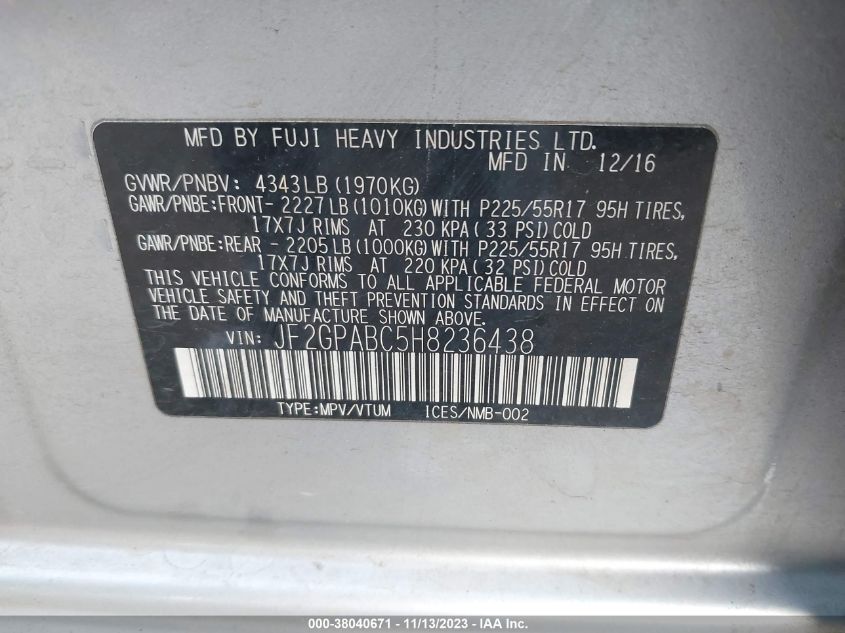 MFD BY FUJI HEAVY INDUSTRIES LTD.
MFD IN 12/16
GVWR/PNBV: 4343LB(1970KG)
GAWR/PNBE:FRONT- 2227LB(1010KG)WITH P225/55R17 95H TIRES,
17X7J RIMS AT 230 KPA( 33 PSI)COLD
GAWR/PNBE:REAR - 2205LB(1000KG)WITH P225/55R17 95H TIRES,
17X7J RIMS AT 220 KPA( 32 PSI)COLD
THIS VEHICLE CONFORMS TO ALL APPLICABLE FEDERAL MOTOR
VEHICLE SAFETY AND THEFT PREVENTION STANDARDS IN EFFECT ON
THE DATE OF MANUFACTURE SHOWN ABOVE.
VIN: JF2GPABC5H8236438
TYPE:MPV/VTUM ICES/NMB-002
000-38040671 - 11/13/2023 - IAA Inc.